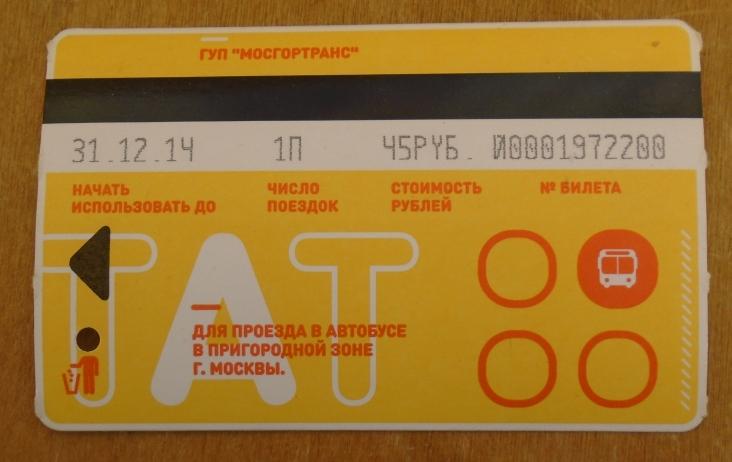 ГУП "МОСГОРТРАНС"
31.12.14 1П 45РУБ. И0001972200
НАЧАТЬ ИСПОЛЬЗОВАТЬ ДО
ЧИСЛО ПОЕЗДОК
СТОИМОСТЬ РУБЛЕЙ
№ БИЛЕТА
ТАТ
ДЛЯ ПРОЕЗДА В АВТОБУСЕ
В ПРИГОРОДНОЙ ЗОНЕ
Г. МОСКВЫ.